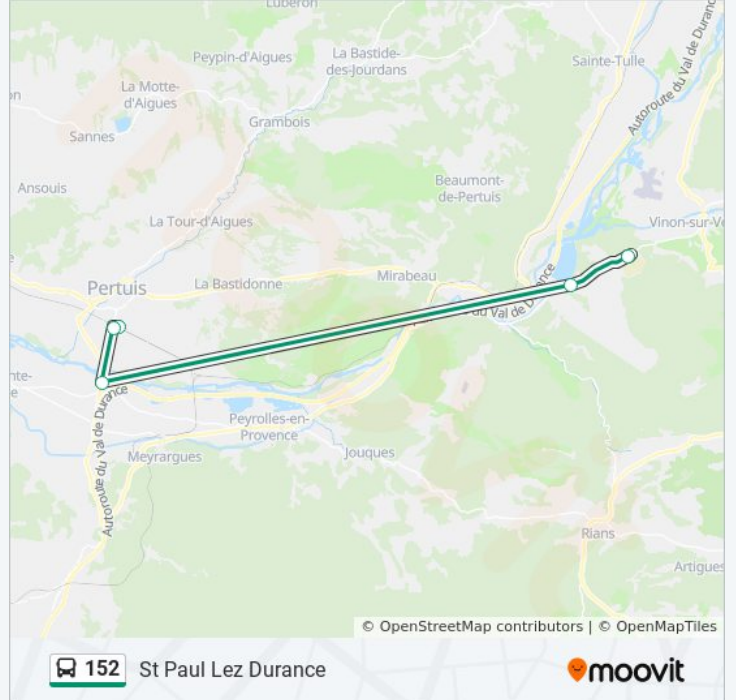 Luberon
Peypin-d'Aigues
La Bastide-
des-Jourdans
Sainte-Tulle
Autoroute du Val de Duranc
La Motte-
d'Aigues
on
Grambois
Sannes
Ansouis
Beaumont-
de-Pertuis
La Tour-d'Aigues
Vinon-sur-Ve
Pertuis
La Bastidonne
Mirabeau
du Val de Durance
nte-
e
Autoroute du Val de Durance
Peyrolles-en-
Provence
Meyrargues
Jouques
Rians
Artigues
© OpenStreetMap contributors | © OpenMapTiles
152 St Paul Lez Durance
moovit